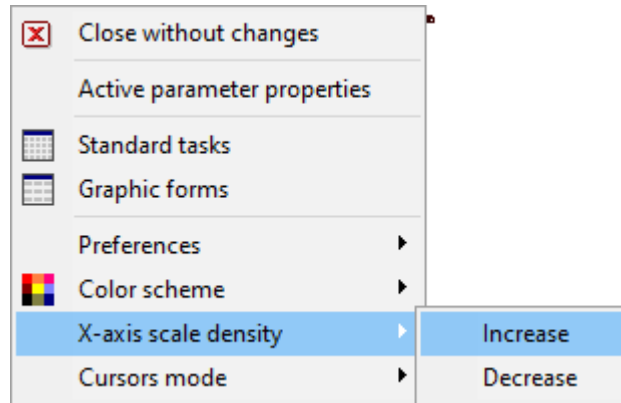 Close without changes
Active parameter properties
Standard tasks
Graphic forms
Preferences
Color scheme
X-axis scale density
Increase
Cursors mode
Decrease